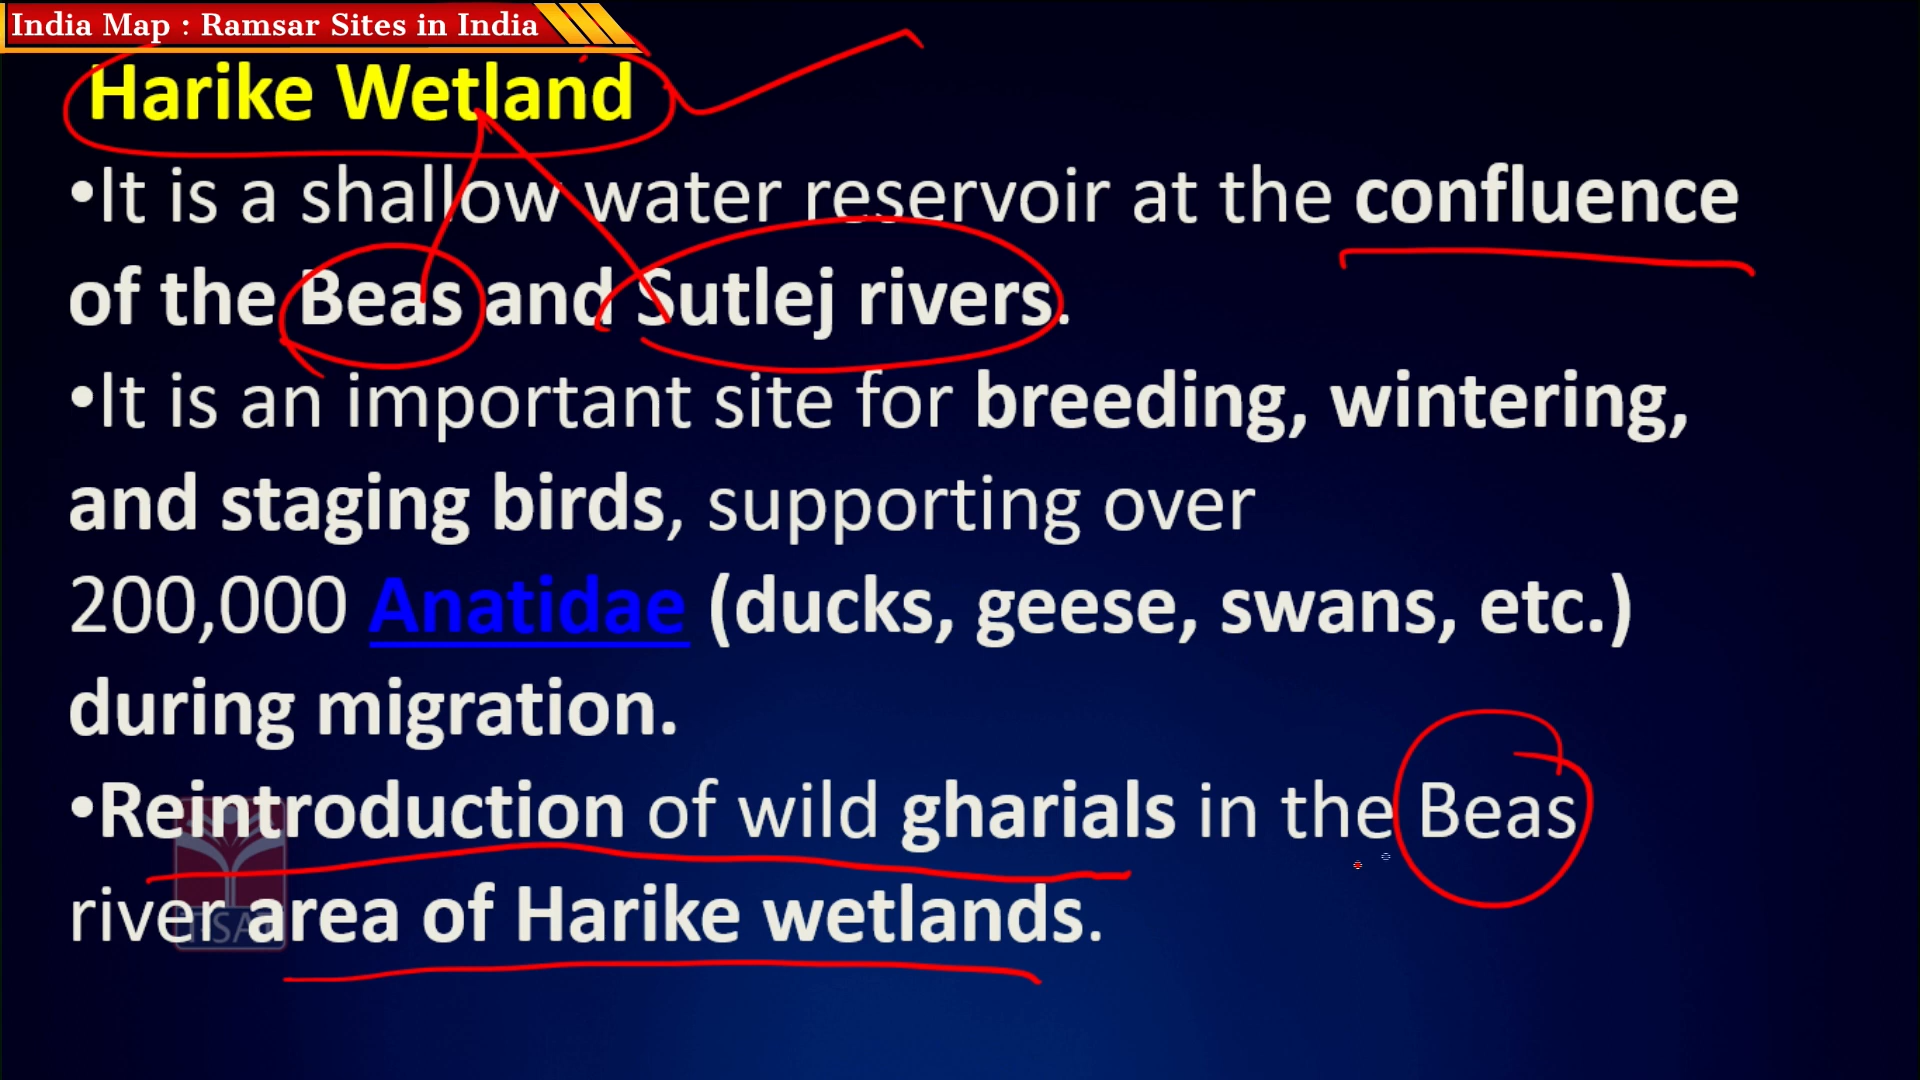 India Map : Ramsar Sites in India
Harike Wetland
•It is a shallow water reservoir at the confluence
of the Beas and Sutlej rivers.
•It is an important site for breeding, wintering,
and staging birds, supporting over
200,000 Anatidae (ducks, geese, swans, etc.)
during migration.
•Reintroduction of wild gharials in the Beas
river area of Harike wetlands.